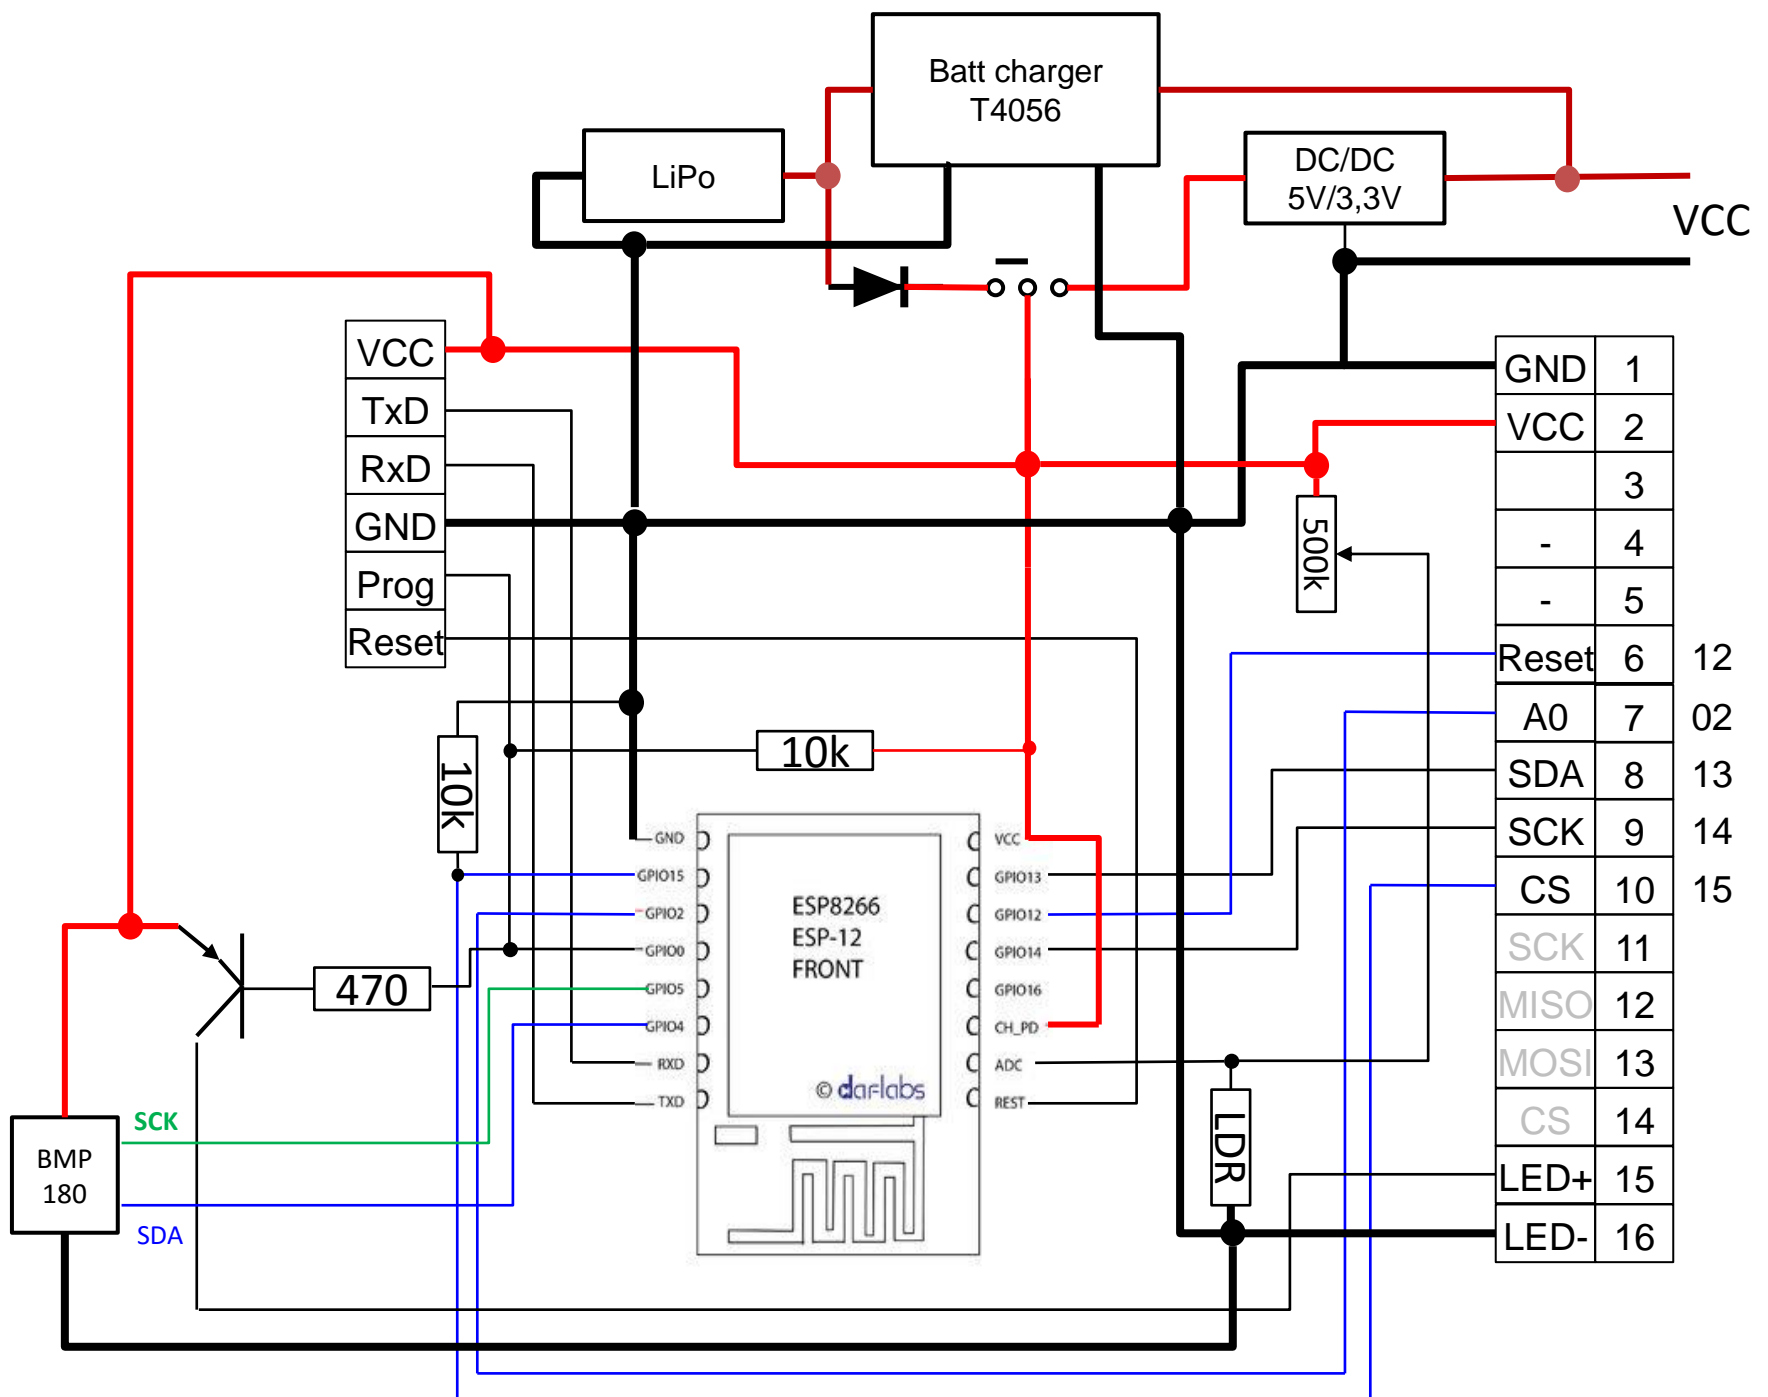 Batt charger
T4056
LiPo
DC/DC
5V/3,3V
VCC
VCC
TxD
RxD
GND
Prog
Reset
GND 1
VCC 2
3
- 4
- 5
Reset 6 12
A0 7 02
SDA 8 13
SCK 9 14
CS 10 15
SCK 11
MISO 12
MOSI 13
CS 14
LED+ 15
LED- 16
500k
10k
10k
470
LDR
GND
GPIO15
GPIO2
GPIO0
GPIO5
GPIO4
RXD
TXD
ESP8266
ESP-12
FRONT
© darlabs
VCC
GPIO13
GPIO12
GPIO14
GPIO16
CH_PD
ADC
REST
SCK
BMP
180
SDA